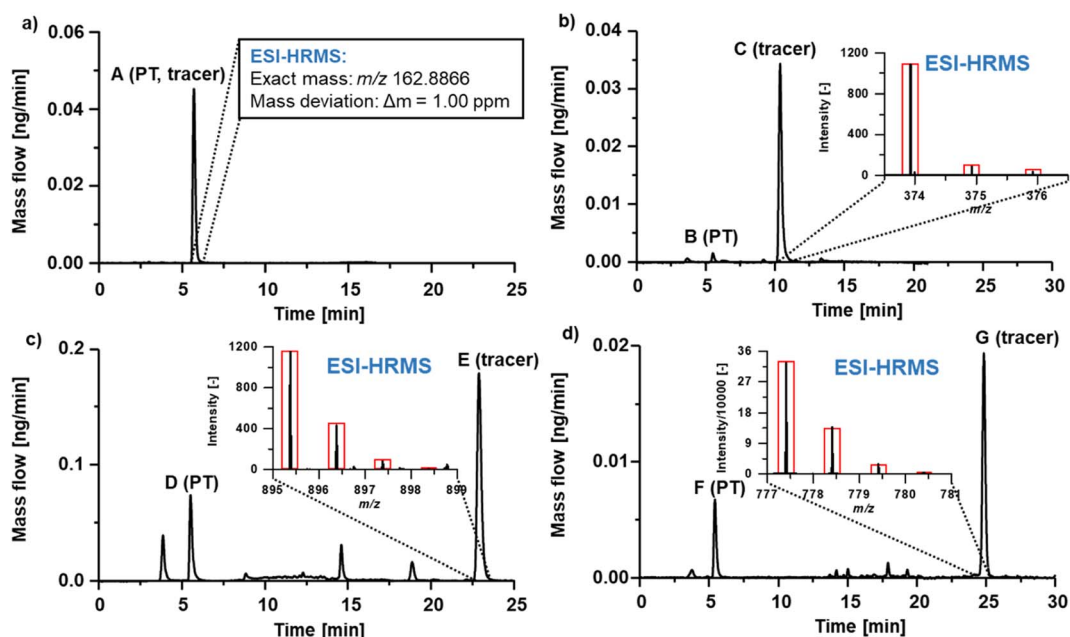 a)
0.06
0.04
0.02
0.00
Mass flow [ng/min]
A (PT, tracer)
ESI-HRMS:
Exact mass: m/z 162.8866
Mass deviation: Δm = 1.00 ppm
0 5 10 15 20 25
Time [min]
b)
0.04
0.03
0.02
0.01
0.00
Mass flow [ng/min]
C (tracer)
B (PT)
ESI-HRMS
1200
800
400
0
Intensity [-]
374 375 376
m/z
0 5 10 15 20 25 30
Time [min]
c)
0.2
0.1
0.0
Mass flow [ng/min]
D (PT)
E (tracer)
ESI-HRMS
1200
800
400
0
Intensity [-]
895 896 897 898 899
m/z
0 5 10 15 20 25
Time [min]
d)
0.02
0.01
0.00
Mass flow [ng/min]
F (PT)
G (tracer)
ESI-HRMS
36
27
18
9
0
Intensity/10000 [-]
777 778 779 780 781
m/z
0 5 10 15 20 25 30
Time [min]